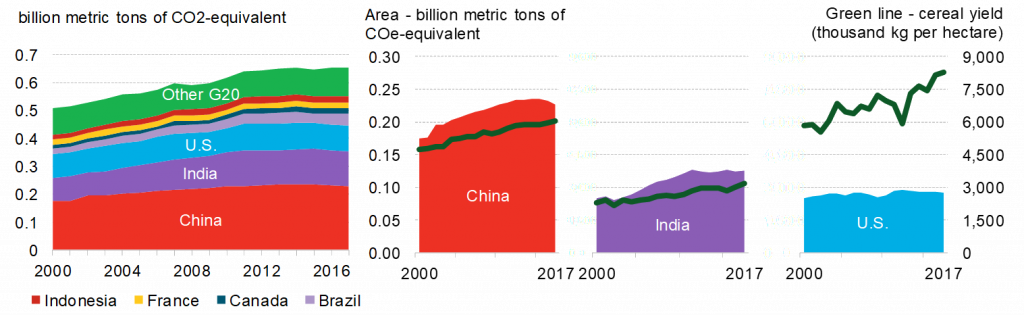 billion metric tons of CO2-equivalent
0.7
0.6
0.5
0.4
0.3
0.2
0.1
0
Other G20
U.S.
India
China
2000
2004
2008
2012
2016
Indonesia
France
Canada
Brazil
Area - billion metric tons of
COe-equivalent
0.30
0.25
0.20
0.15
0.10
0.05
0.00
China
2000
2017
India
2000
2017
Green line - cereal yield
(thousand kg per hectare)
U.S.
9,000
7,500
6,000
4,500
3,000
1,500
0
2000
2017